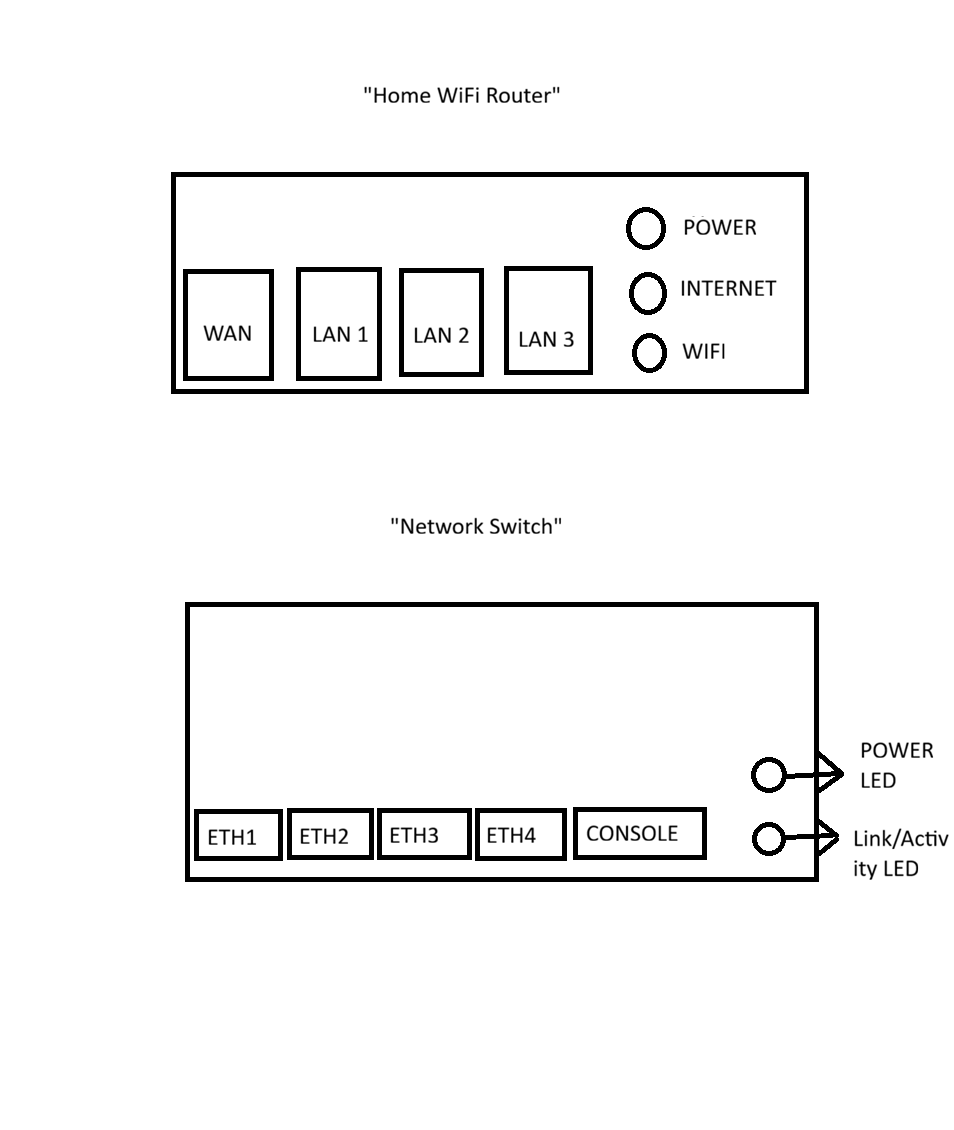 "Home WiFi Router"
POWER
INTERNET
WIFI
WAN
LAN 1
LAN 2
LAN 3
"Network Switch"
POWER
LED
ETH1
ETH2
ETH3
ETH4
CONSOLE
Link/Activ
ity LED